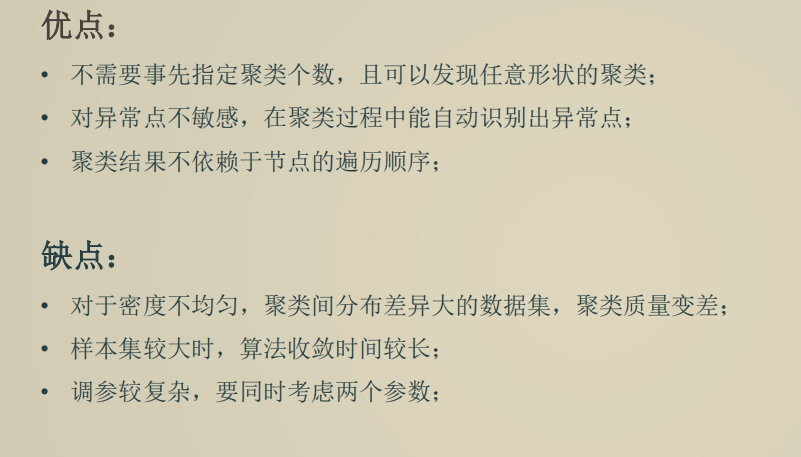 优点：
• 不需要事先指定聚类个数，且可以发现任意形状的聚类；
• 对异常点不敏感，在聚类过程中能自动识别出异常点；
• 聚类结果不依赖于节点的遍历顺序；
缺点：
• 对于密度不均匀，聚类间分布差异大的数据集，聚类质量变差；
• 样本集较大时，算法收敛时间较长；
• 调参较复杂，要同时考虑两个参数；